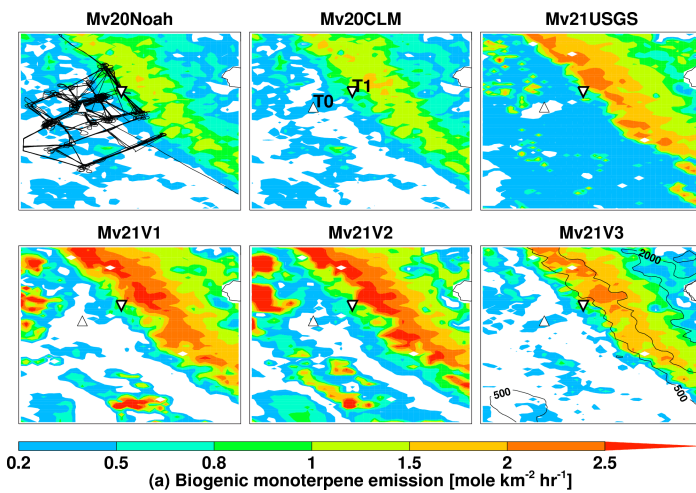 Mv20Noah Mv20CLM Mv21USGS
T1
T0
Mv21V1 Mv21V2 Mv21V3
2000
500
500
0.2 0.5 0.8 1 1.5 2 2.5
(a) Biogenic monoterpene emission [mole km-2 hr-1]